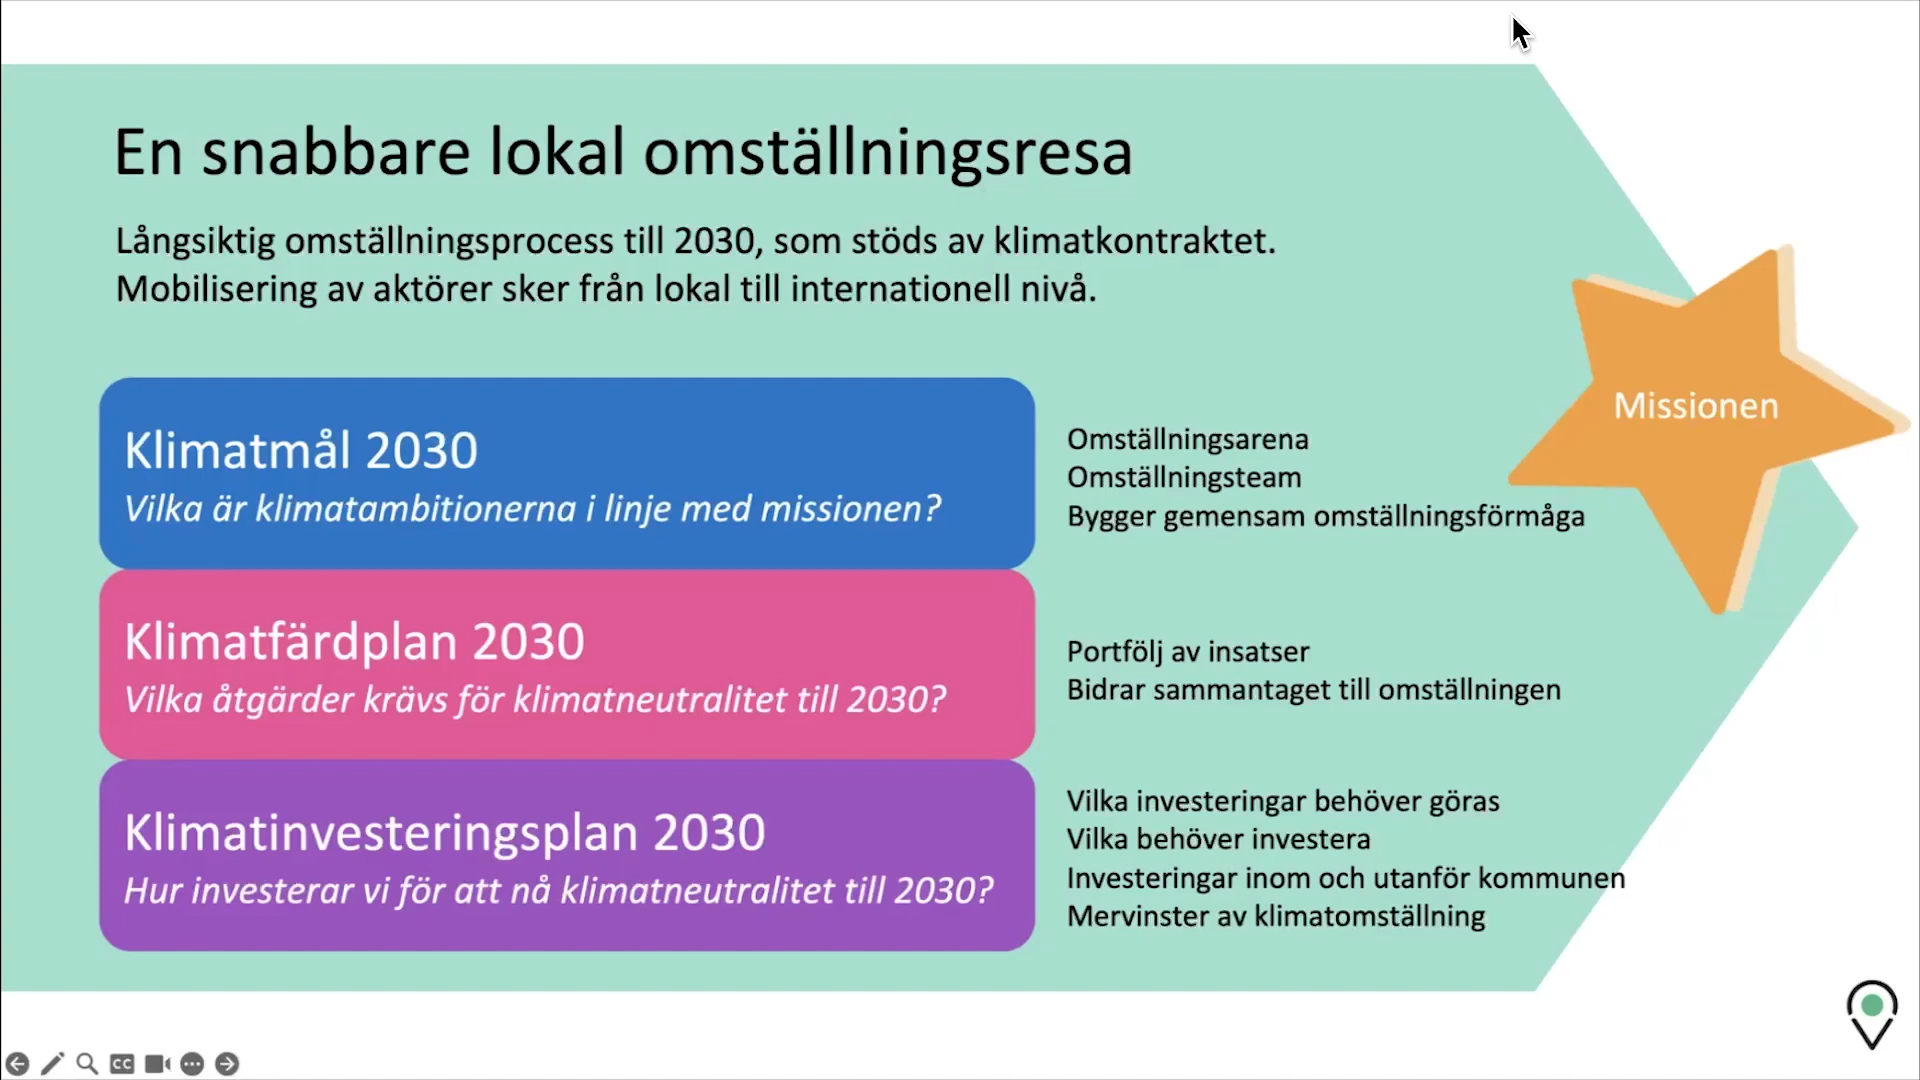 En snabbare lokal omställningsresa
Långsiktig omställningsprocess till 2030, som stöds av klimatkontraktet.
Mobilisering av aktörer sker från lokal till internationell nivå.
Missionen
Klimatmål 2030
Vilka är klimatambitionerna i linje med missionen?
Omställningsarena
Omställningsteam
Bygger gemensam omställningsförmåga
Klimatfärdplan 2030
Vilka åtgärder krävs för klimatneutralitet till 2030?
Portfölj av insatser
Bidrar sammantaget till omställningen
Klimatinvesteringsplan 2030
Hur investerar vi för att nå klimatneutralitet till 2030?
Vilka investeringar behöver göras
Vilka behöver investera
Investeringar inom och utanför kommunen
Mervinster av klimatomställning
CC